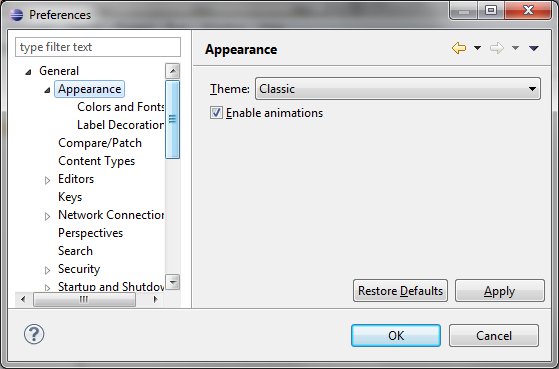 Preferences
type filter text
General
Appearance
Colors and Fonts
Label Decoration
Compare/Patch
Content Types
Editors
Keys
Network Connection
Perspectives
Search
Security
Startup and Shutdow
Appearance
Theme: Classic
Enable animations
Restore Defaults Apply
? OK Cancel